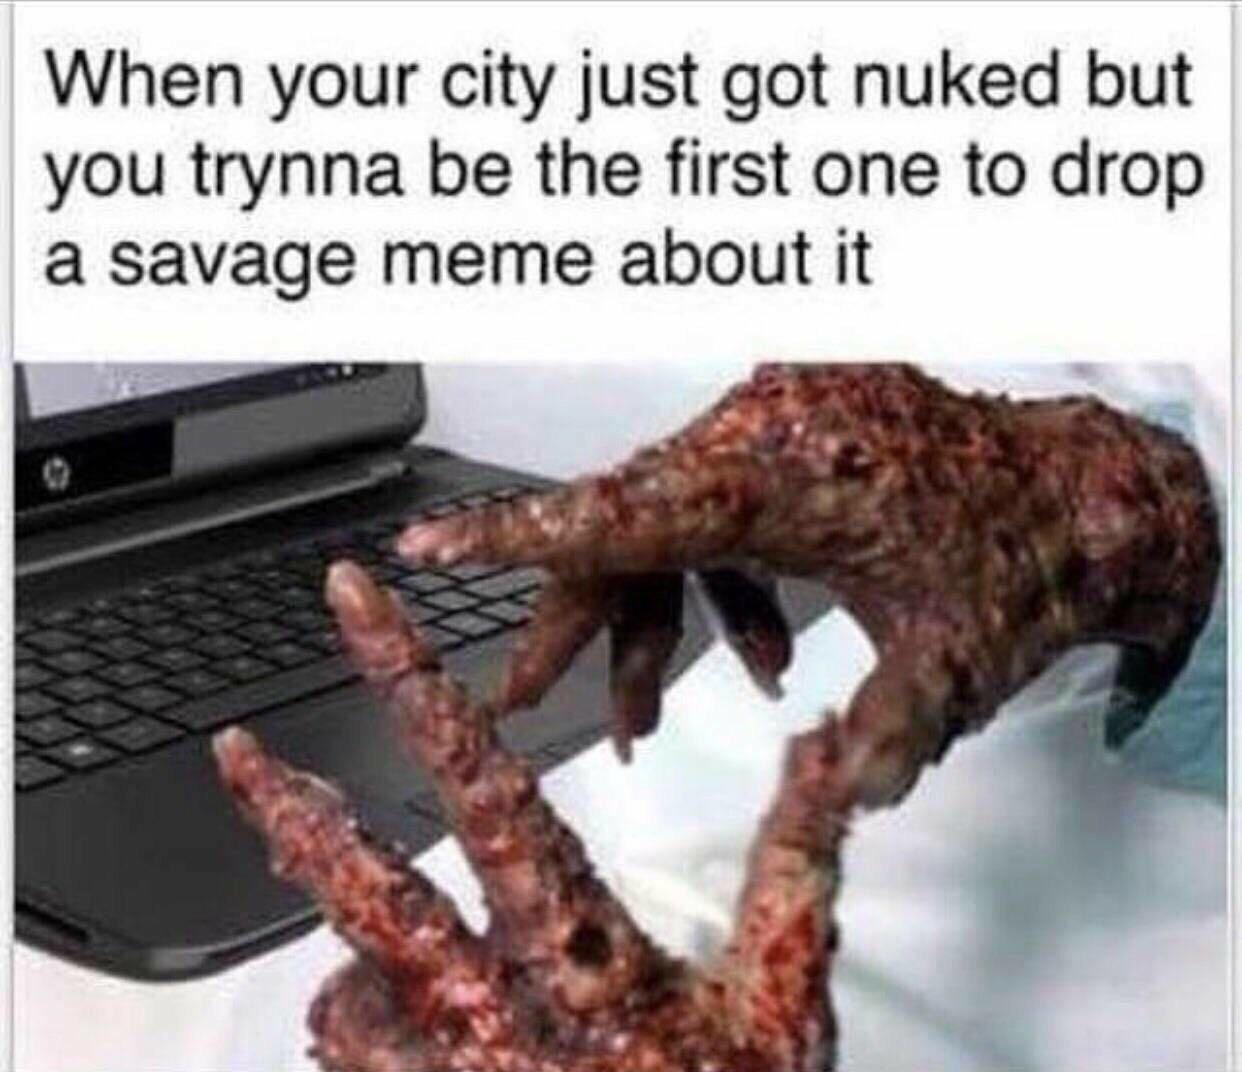 When your city just got nuked but
you trynna be the first one to drop
a savage meme about it
hp